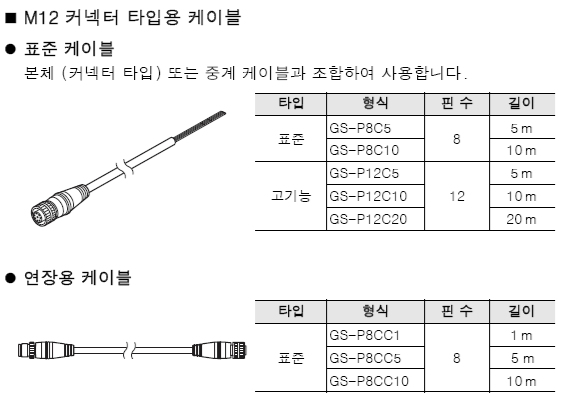 ■ M12 커넥터 타입용 케이블
● 표준 케이블
본체 (커넥터 타입) 또는 중계 케이블과 조합하여 사용합니다.
타입 형식 핀 수 길이
표준 GS-P8C5 8 5 m
GS-P8C10 10 m
고기능 GS-P12C5 12 5 m
GS-P12C10 10 m
GS-P12C20 20 m
● 연장용 케이블
타입 형식 핀 수 길이
표준 GS-P8CC1 8 1 m
GS-P8CC5 5 m
GS-P8CC10 10 m